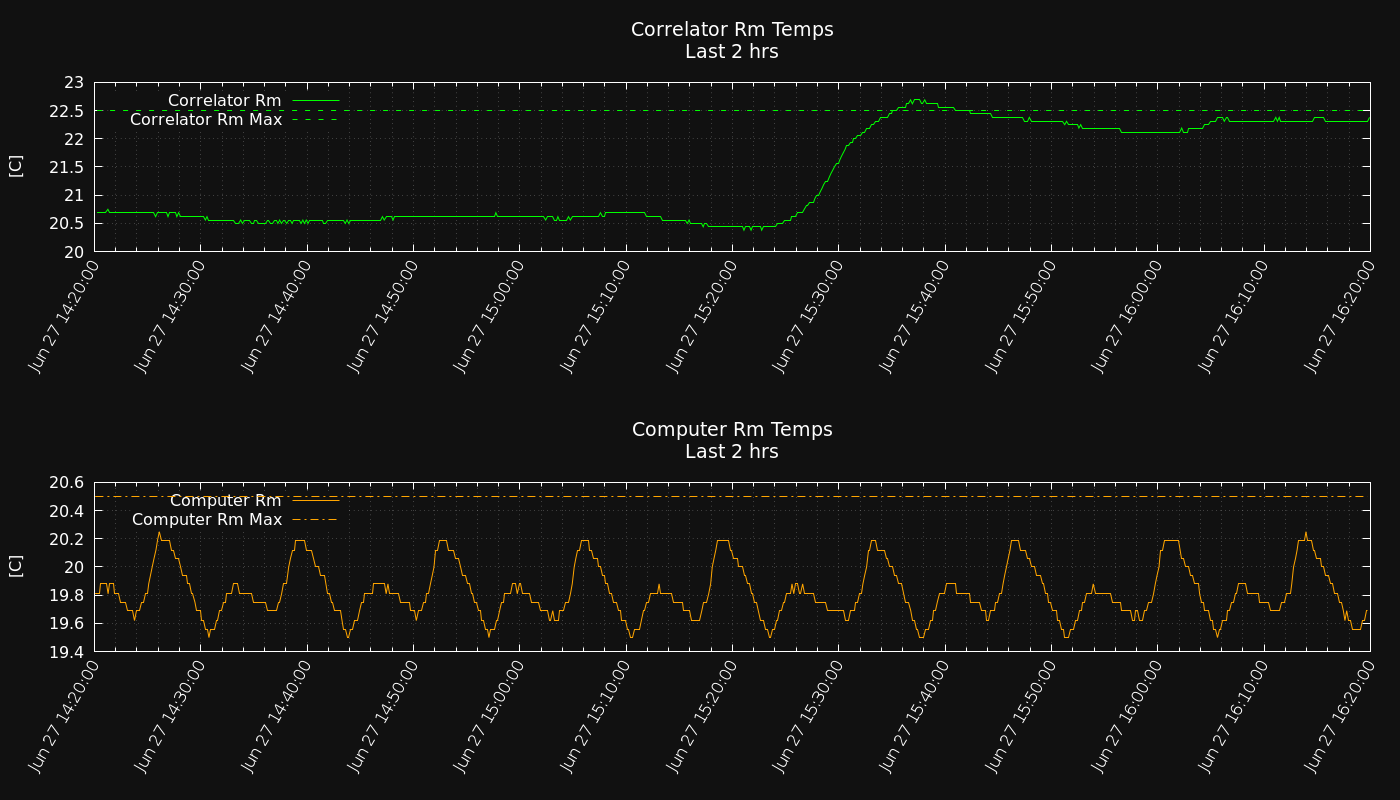 Correlator Rm Temps
Last 2 hrs
23
22.5
22
21.5
21
20.5
20
[C]
Correlator Rm
Correlator Rm Max
Jun 27 14:20:00
Jun 27 14:30:00
Jun 27 14:40:00
Jun 27 14:50:00
Jun 27 15:00:00
Jun 27 15:10:00
Jun 27 15:20:00
Jun 27 15:30:00
Jun 27 15:40:00
Jun 27 15:50:00
Jun 27 16:00:00
Jun 27 16:10:00
Jun 27 16:20:00
Computer Rm Temps
Last 2 hrs
20.6
20.4
20.2
20
19.8
19.6
19.4
[C]
Computer Rm
Computer Rm Max
Jun 27 14:20:00
Jun 27 14:30:00
Jun 27 14:40:00
Jun 27 14:50:00
Jun 27 15:00:00
Jun 27 15:10:00
Jun 27 15:20:00
Jun 27 15:30:00
Jun 27 15:40:00
Jun 27 15:50:00
Jun 27 16:00:00
Jun 27 16:10:00
Jun 27 16:20:00